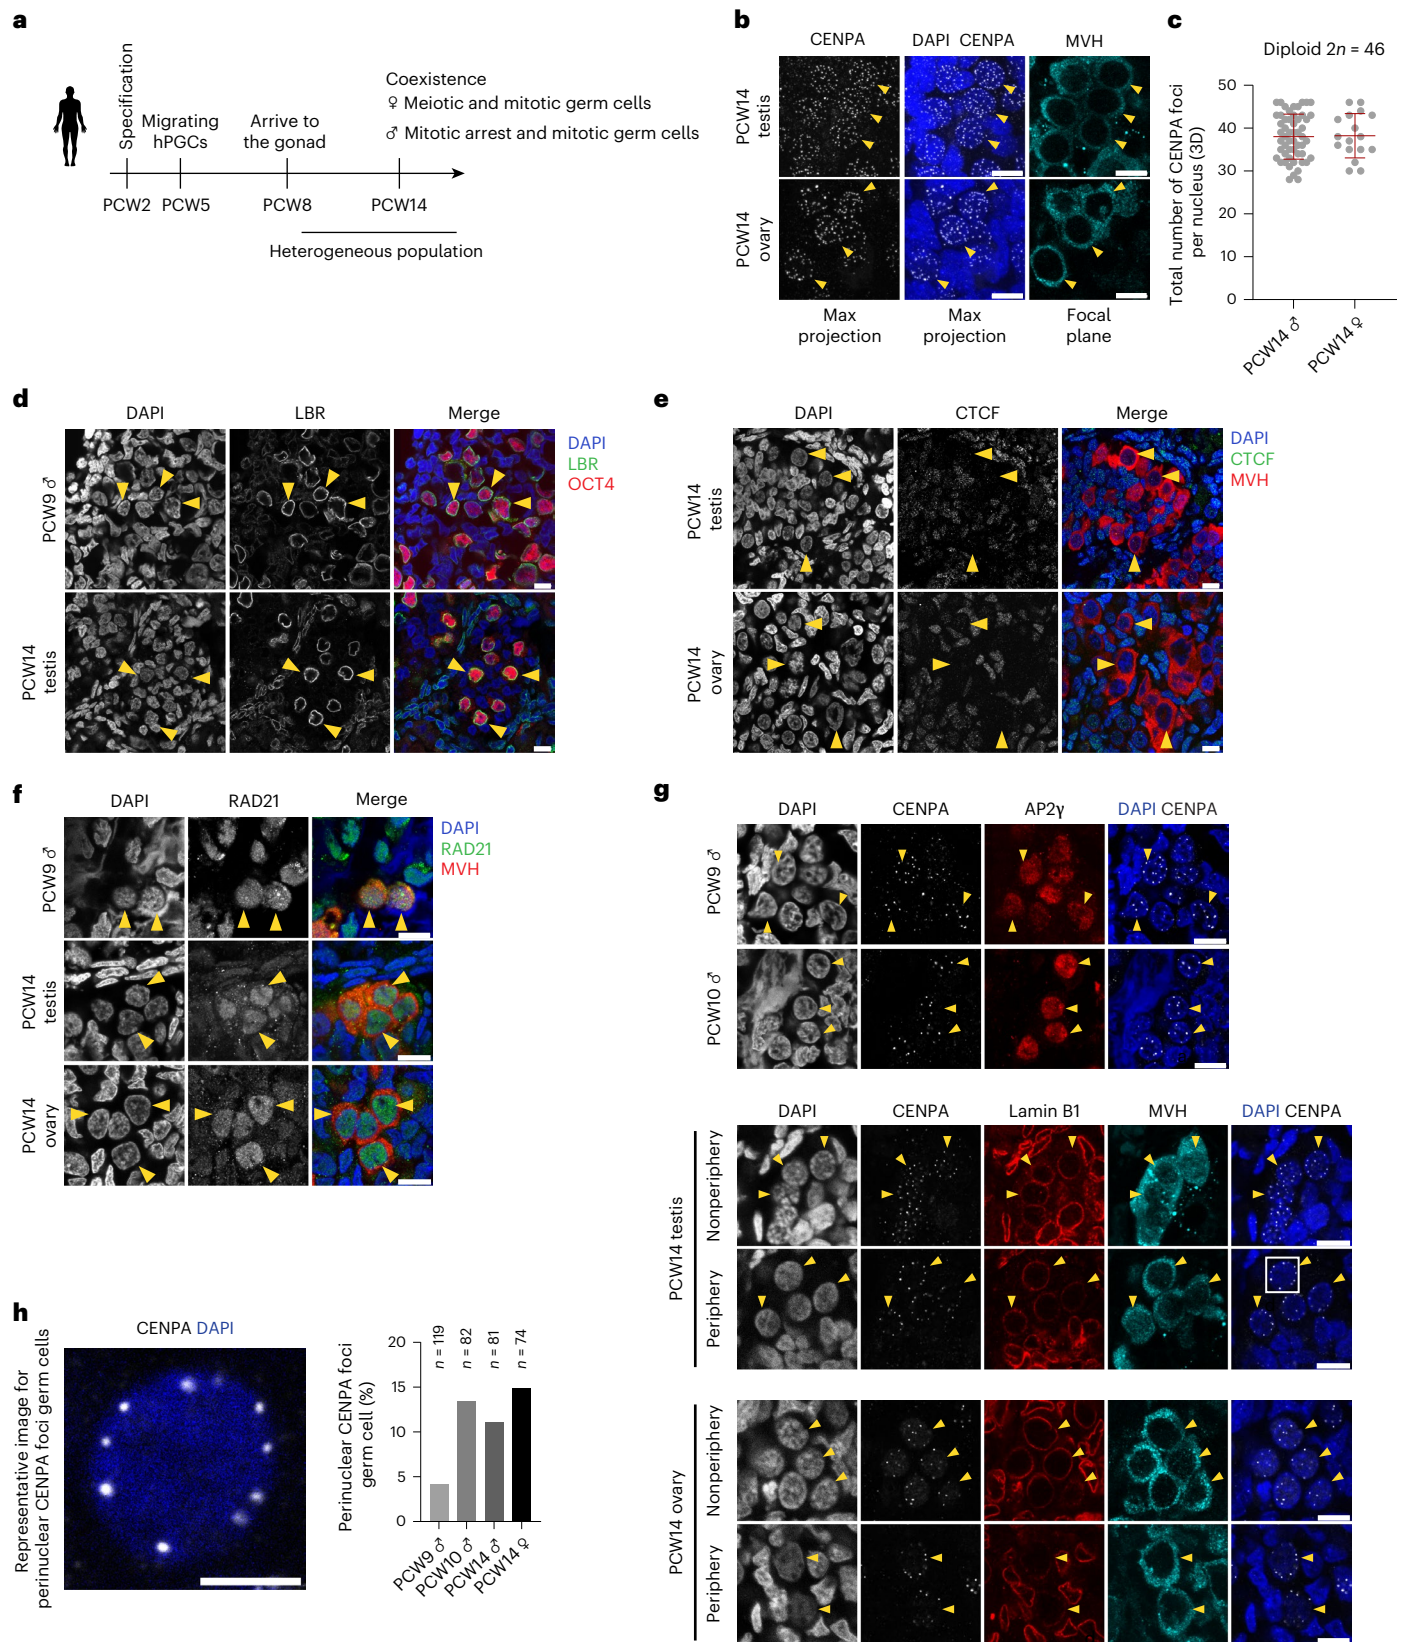 a
Specification
Migrating
hPGCs
Arrive to
the gonad
Coexistence
♀ Meiotic and mitotic germ cells
♂ Mitotic arrest and mitotic germ cells
PCW2
PCW5
PCW8
PCW14
Heterogeneous population
b
CENPA
DAPI CENPA
MVH
PCW14
testis
PCW14
ovary
Max
projection
Max
projection
Focal
plane
c
Diploid 2n = 46
Total number of CENPA foci
per nucleus (3D)
50
40
30
20
10
0
PCW14 ♂
PCW14 ♀
d
DAPI
LBR
Merge
DAPI
LBR
OCT4
PCW9 ♂
PCW14
testis
e
DAPI
CTCF
Merge
DAPI
CTCF
MVH
PCW14
testis
PCW14
ovary
f
DAPI
RAD21
Merge
DAPI
RAD21
MVH
PCW9 ♂
PCW14
testis
PCW14
ovary
g
DAPI
CENPA
AP2γ
DAPI CENPA
PCW9 ♂
PCW10 ♂
DAPI
CENPA
Lamin B1
MVH
DAPI CENPA
PCW14 testis
Nonperiphery
Periphery
PCW14 ovary
Nonperiphery
Periphery
h
CENPA DAPI
Representative image for
perinuclear CENPA foci germ cells
Perinuclear CENPA foci
germ cell (%)
20
15
10
5
0
n = 119
n = 82
n = 81
n = 74
PCW9 ♂
PCW10 ♂
PCW14 ♂
PCW14 ♀